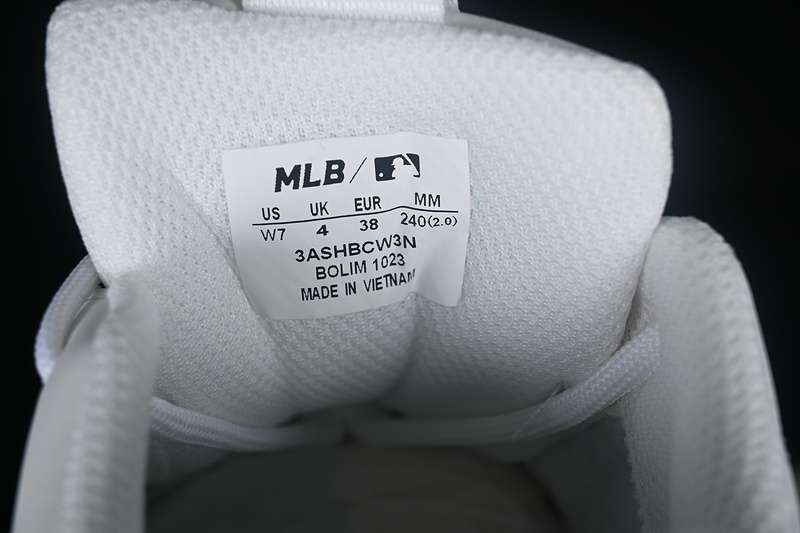 MLB /
US UK EUR MM
W7 4 38 240(2.0)
3ASHBCW3N
BOLIM 1023
MADE IN VIETNAM